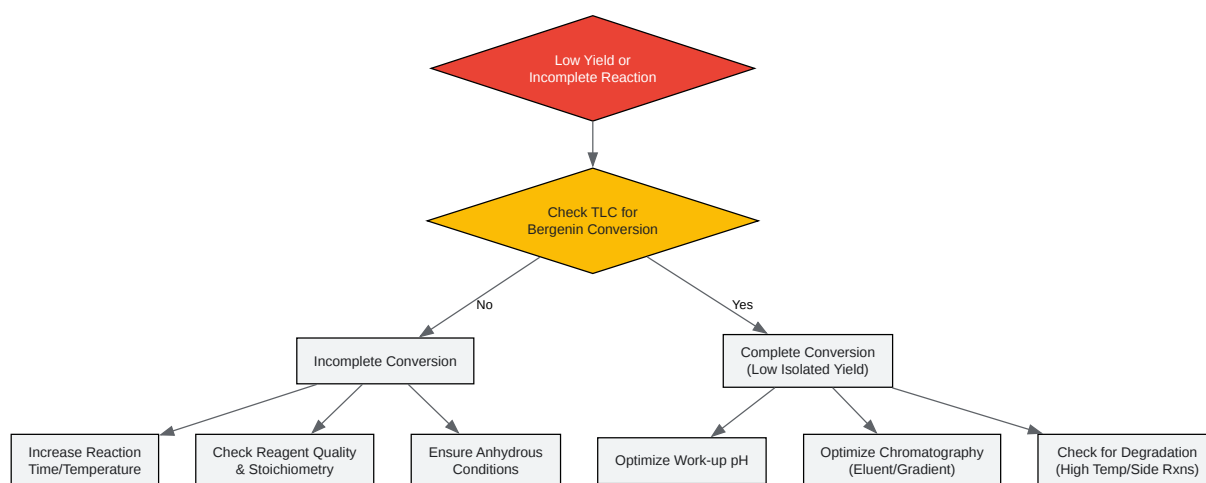 Low Yield or
Incomplete Reaction
Check TLC for
Bergenin Conversion
No
Yes
Incomplete Conversion
Complete Conversion
(Low Isolated Yield)
Increase Reaction
Time/Temperature
Check Reagent Quality
& Stoichiometry
Ensure Anhydrous
Conditions
Optimize Work-up pH
Optimize Chromatography
(Eluent/Gradient)
Check for Degradation
(High Temp/Side Rxns)